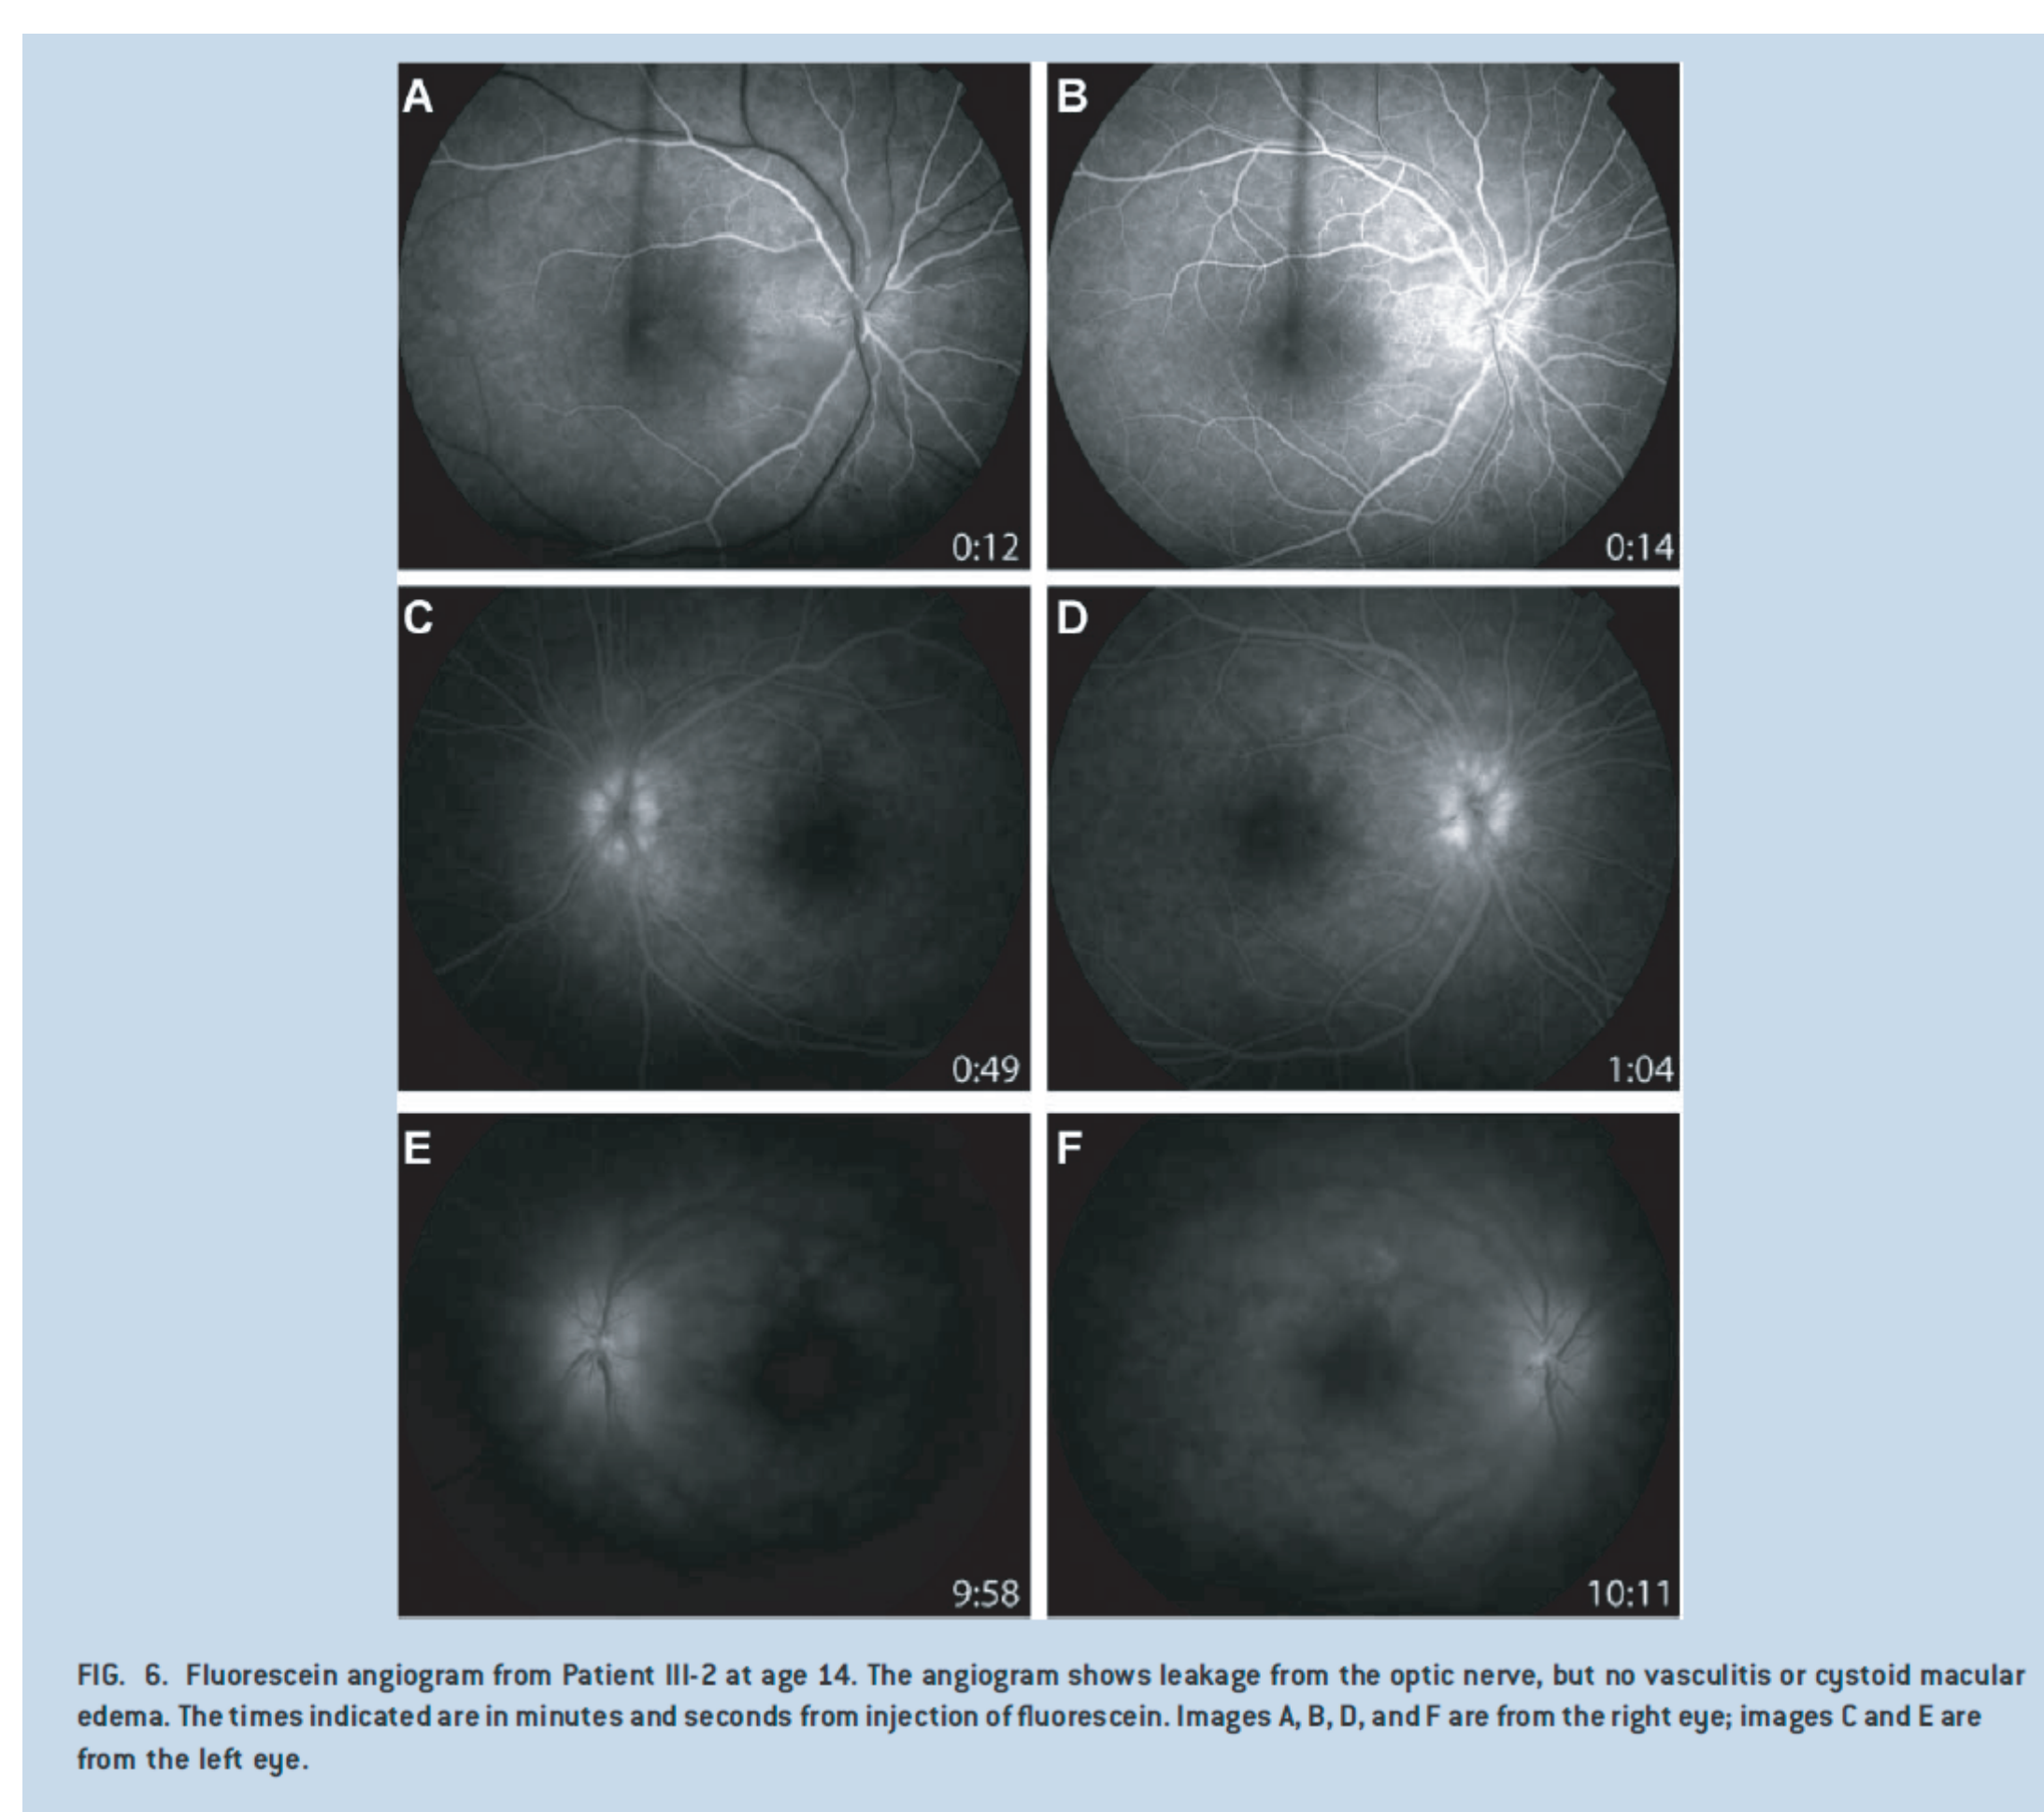 A
B
0:12
0:14
C
D
0:49
1:04
E
F
9:58
10:11
FIG. 6. Fluorescein angiogram from Patient III-2 at age 14. The angiogram shows leakage from the optic nerve, but no vasculitis or cystoid macular
edema. The times indicated are in minutes and seconds from injection of fluorescein. Images A, B, D, and F are from the right eye; images C and E are
from the left eye.